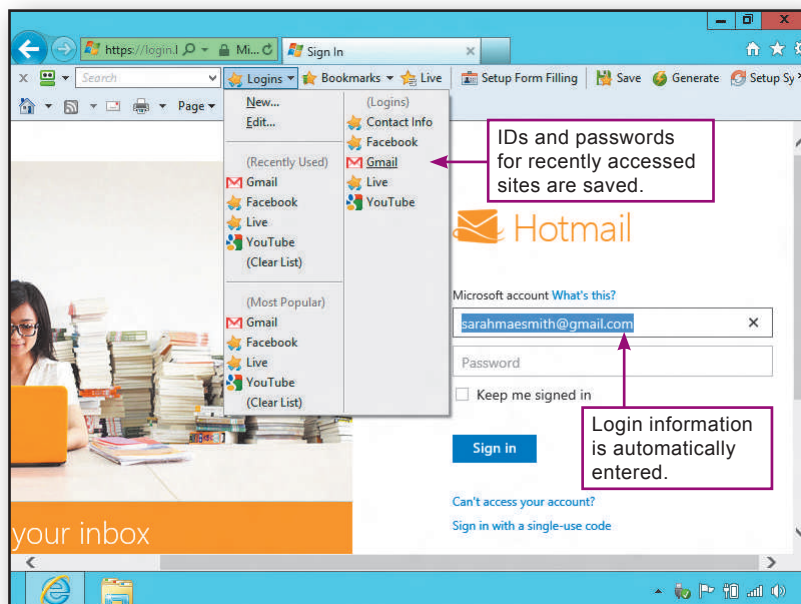 https://login.l
Mi...
Sign In
Search
Logins
Bookmarks
Live
Setup Form Filling
Save
Generate
Setup Sy
Page
New...
Edit...
(Recently Used)
Gmail
Facebook
Live
YouTube
(Clear List)
(Most Popular)
Gmail
Facebook
Live
YouTube
(Clear List)
(Logins)
Contact Info
Facebook
Gmail
Live
YouTube
IDs and passwords
for recently accessed
sites are saved.
Hotmail
Microsoft account What's this?
sarahmaesmith@gmail.com
Password
Keep me signed in
Sign in
Login information
is automatically
entered.
Can't access your account?
Sign in with a single-use code
your inbox